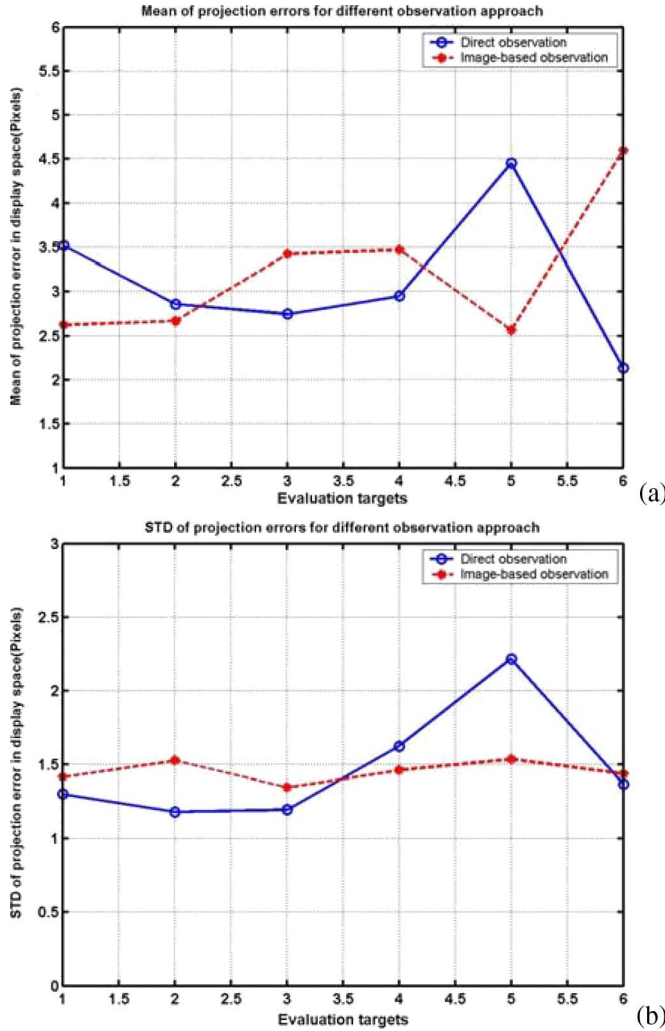 Mean of projection errors for different observation approach
6
5.5
5
4.5
4
3.5
3
2.5
2
1.5
1
Mean of projection error in display space(Pixels)
Direct observation
Image-based observation
1 1.5 2 2.5 3 3.5 4 4.5 5 5.5 6
Evaluation targets
(a)
STD of projection errors for different observation approach
3
2.5
2
1.5
1
0.5
0
STD of projection error in display space(Pixels)
Direct observation
Image-based observation
1 1.5 2 2.5 3 3.5 4 4.5 5 5.5 6
Evaluation targets
(b)